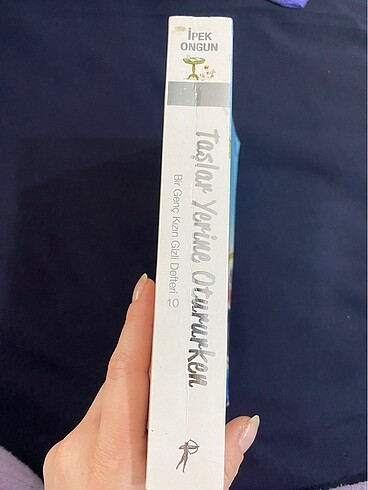 İPEK
ONGUN
Taşlar Yerine Otururken
Bir Genç Kızın Gizli Defteri 10